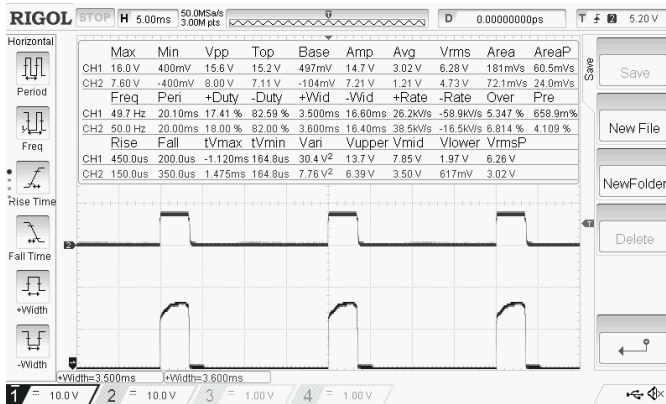 RIGOL STOP H 5.00ms 50.0MSa/s 3.00M pts D 0.00000000ps T 2 5.20 V
Horizontal
Period
Freq
Rise Time
Fall Time
+Width
-Width
Max Min Vpp Top Base Amp Avg Vrms Area AreaP
CH1 16.0 V 400mV 15.6 V 15.2 V 497mV 14.7 V 3.02 V 6.28 V 181mVs 60.5mVs
CH2 7.60 V -400mV 8.00 V 7.11 V -104mV 7.21 V 1.21 V 4.73 V 72.1mVs 24.0mVs
Freq Peri +Duty -Duty +Wid -Wid +Rate -Rate Over Pre
CH1 49.7 Hz 20.10ms 17.41 % 82.59 % 3.500ms 16.60ms 26.2kV/s -58.9kV/s 5.347 % 658.9m%
CH2 50.0 Hz 20.00ms 18.00 % 82.00 % 3.600ms 16.40ms 38.5kV/s -16.5kV/s 6.814 % 4.109 %
Rise Fall tVmax tVmin Vari Vupper Vmid Vlower VrmsP
CH1 450.0us 200.0us -1.120ms 164.8us 30.4 V² 13.7 V 7.85 V 1.97 V 6.26 V
CH2 150.0us 350.0us 1.475ms 164.8us 7.76 V² 6.39 V 3.50 V 617mV 3.02 V
2
T
+Width=3.500ms +Width=3.600ms
1 = 10.0 V 2 = 10.0 V 3 = 1.00 V 4 = 1.00 V
Save
Save
New File
NewFolder
Delete